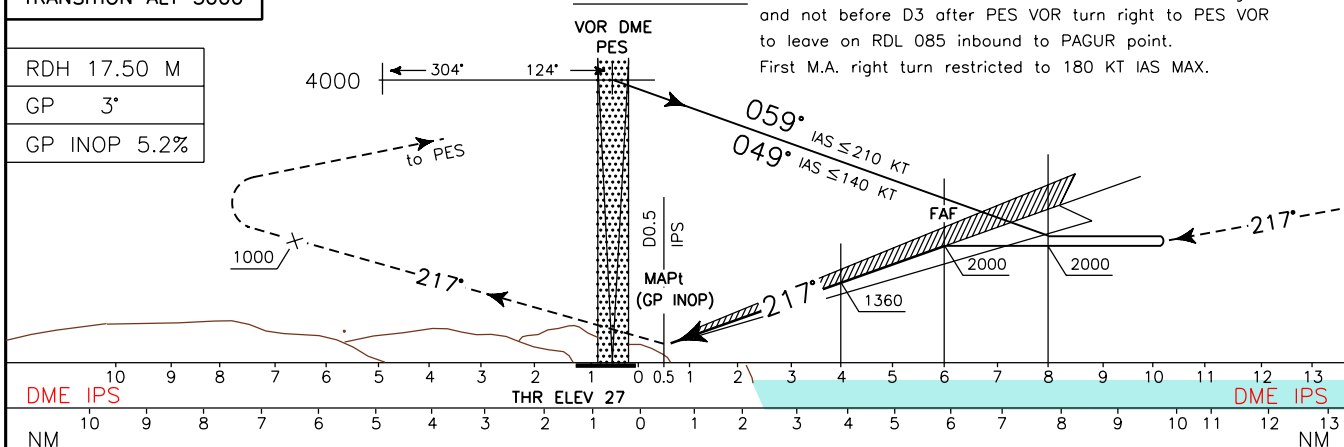 TRANSITION ALT 5000
and not before D3 after PES VOR turn right to PES VOR
to leave on RDL 085 inbound to PAGUR point.
First M.A. right turn restricted to 180 KT IAS MAX.
VOR DME
PES
RDH 17.50 M
GP 3°
GP INOP 5.2%
4000
304° 124°
059° IAS ≤210 KT
049° IAS ≤140 KT
to PES
FAF
D0.5
IPS
217°
1000
217°
MAPt
(GP INOP)
217°
1360
2000
2000
10 9 8 7 6 5 4 3 2 1 0 0.5 1 2 3 4 5 6 7 8 9 10 11 12 13
DME IPS THR ELEV 27 DME IPS
10 9 8 7 6 5 4 3 2 1 0 1 2 3 4 5 6 7 8 9 10 11 12 13
NM NM